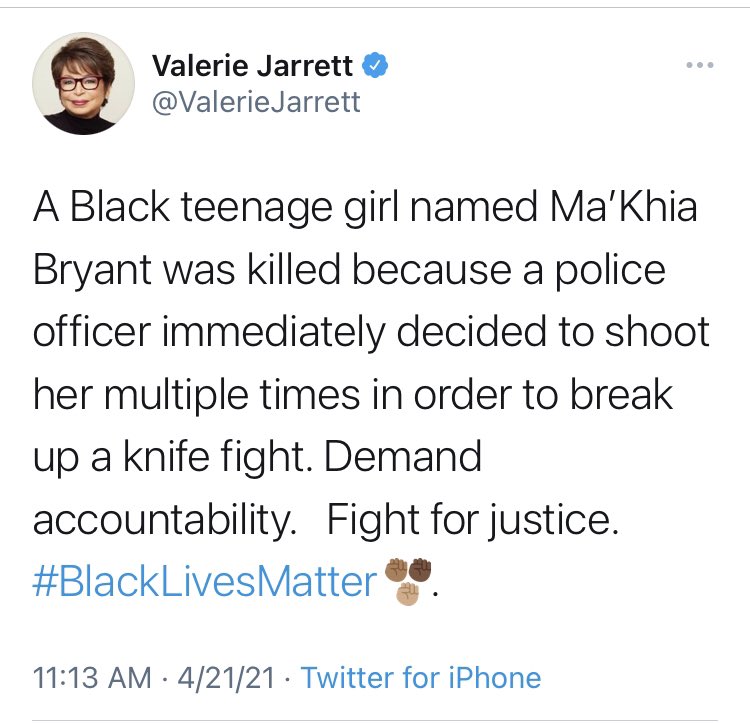 Valerie Jarrett
@ValerieJarrett
A Black teenage girl named Ma’Khia
Bryant was killed because a police
officer immediately decided to shoot
her multiple times in order to break
up a knife fight. Demand
accountability.   Fight for justice.
#BlackLivesMatter✊🏽✊🏿✊🏼.
11:13 AM · 4/21/21 · Twitter for iPhone